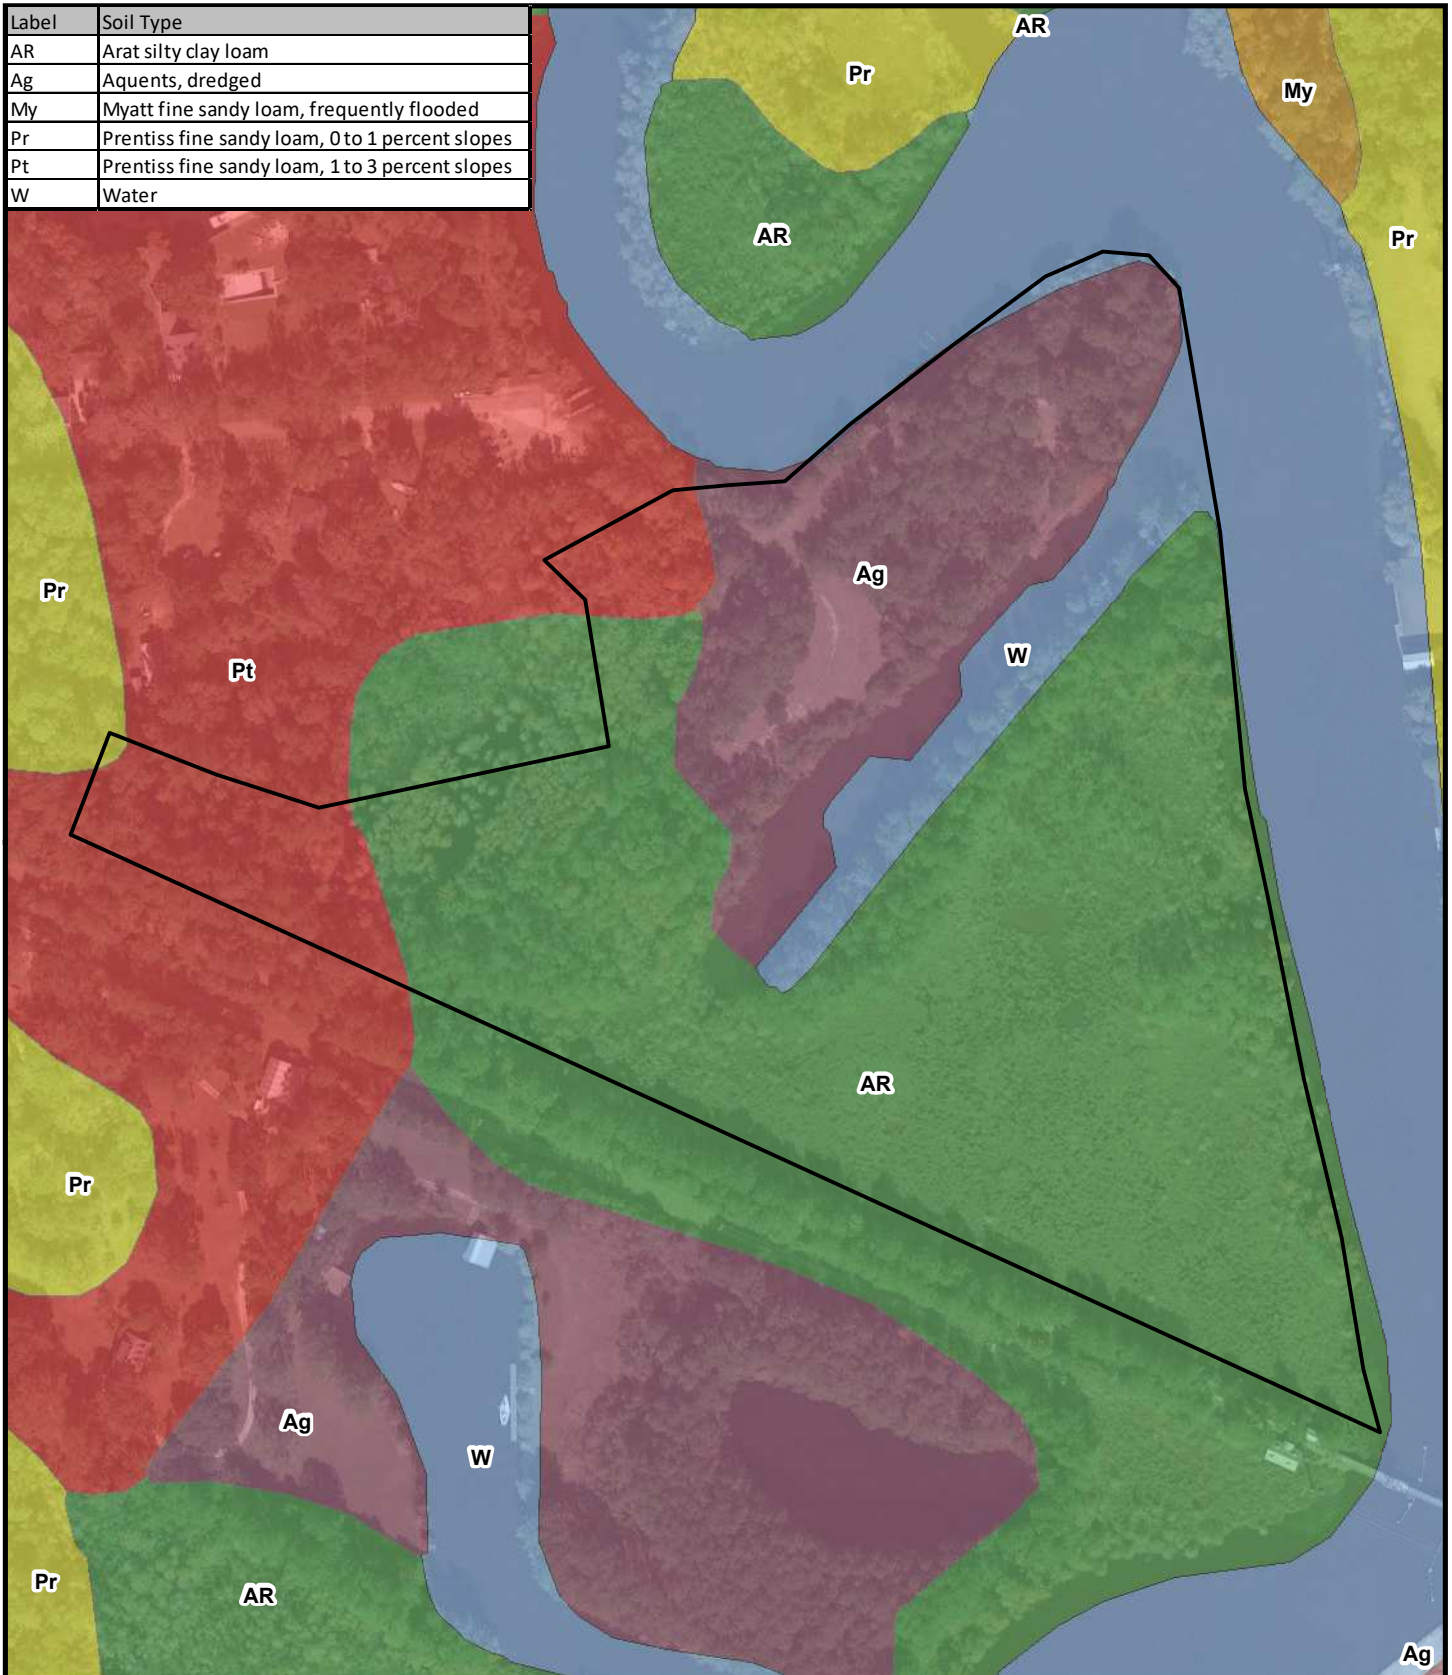 Label Soil Type
AR Arat silty clay loam
Ag Aquents, dredged
My Myatt fine sandy loam, frequently flooded
Pr Prentiss fine sandy loam, 0 to 1 percent slopes
Pt Prentiss fine sandy loam, 1 to 3 percent slopes
W Water
AR
Pr
My
AR
Pr
Ag
Pr
W
Pt
AR
Pr
Ag
W
Pr
AR
Ag